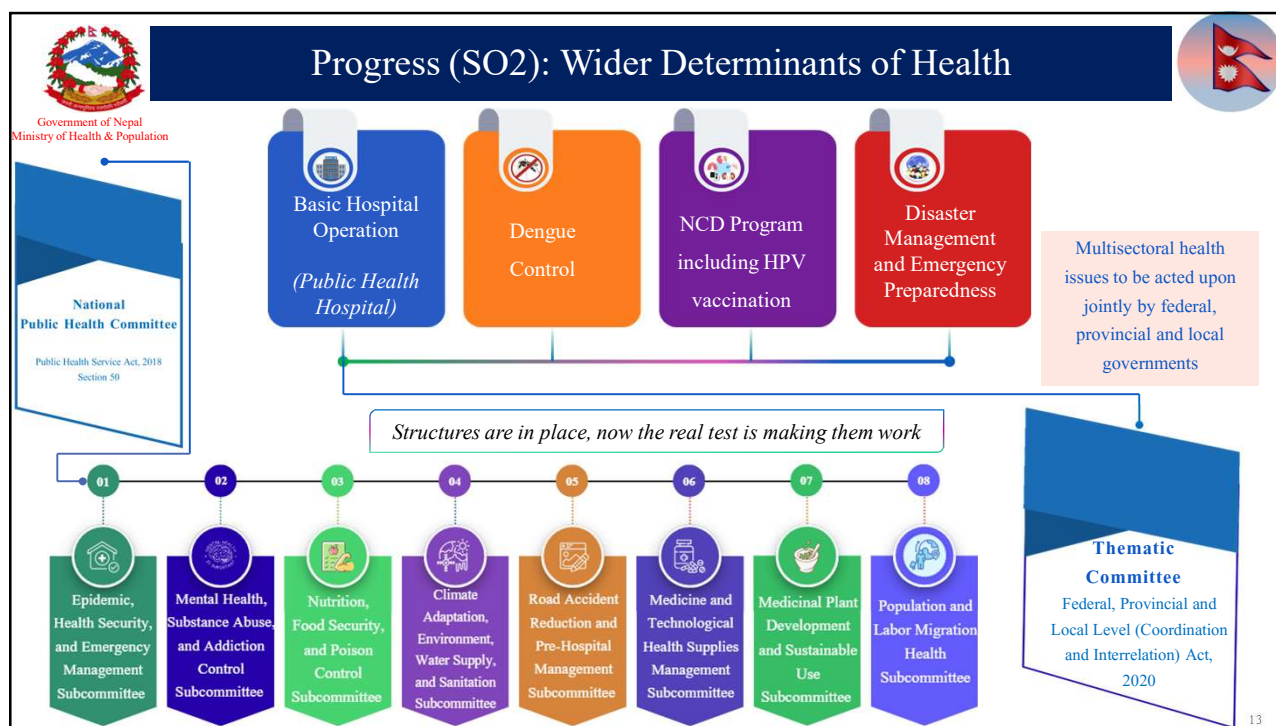 Progress (SO2): Wider Determinants of Health
Government of Nepal
Ministry of Health & Population
Basic Hospital
Operation
(Public Health
Hospital)
Dengue
Control
NCD Program
including HPV
vaccination
Disaster
Management
and Emergency
Preparedness
Multisectoral health
issues to be acted upon
jointly by federal,
provincial and local
governments
National
Public Health Committee
Public Health Service Act, 2018
Section 50
Structures are in place, now the real test is making them work
01
02
03
04
05
06
07
08
Epidemic,
Health Security,
and Emergency
Management
Subcommittee
Mental Health,
Substance Abuse,
and Addiction
Control
Subcommittee
Nutrition,
Food Security,
and Poison
Control
Subcommittee
Climate
Adaptation,
Environment,
Water Supply,
and Sanitation
Subcommittee
Road Accident
Reduction and
Pre-Hospital
Management
Subcommittee
Medicine and
Technological
Health Supplies
Management
Subcommittee
Medicinal Plant
Development
and Sustainable
Use
Subcommittee
Population and
Labor Migration
Health
Subcommittee
Thematic
Committee
Federal, Provincial and
Local Level (Coordination
and Interrelation) Act,
2020
13